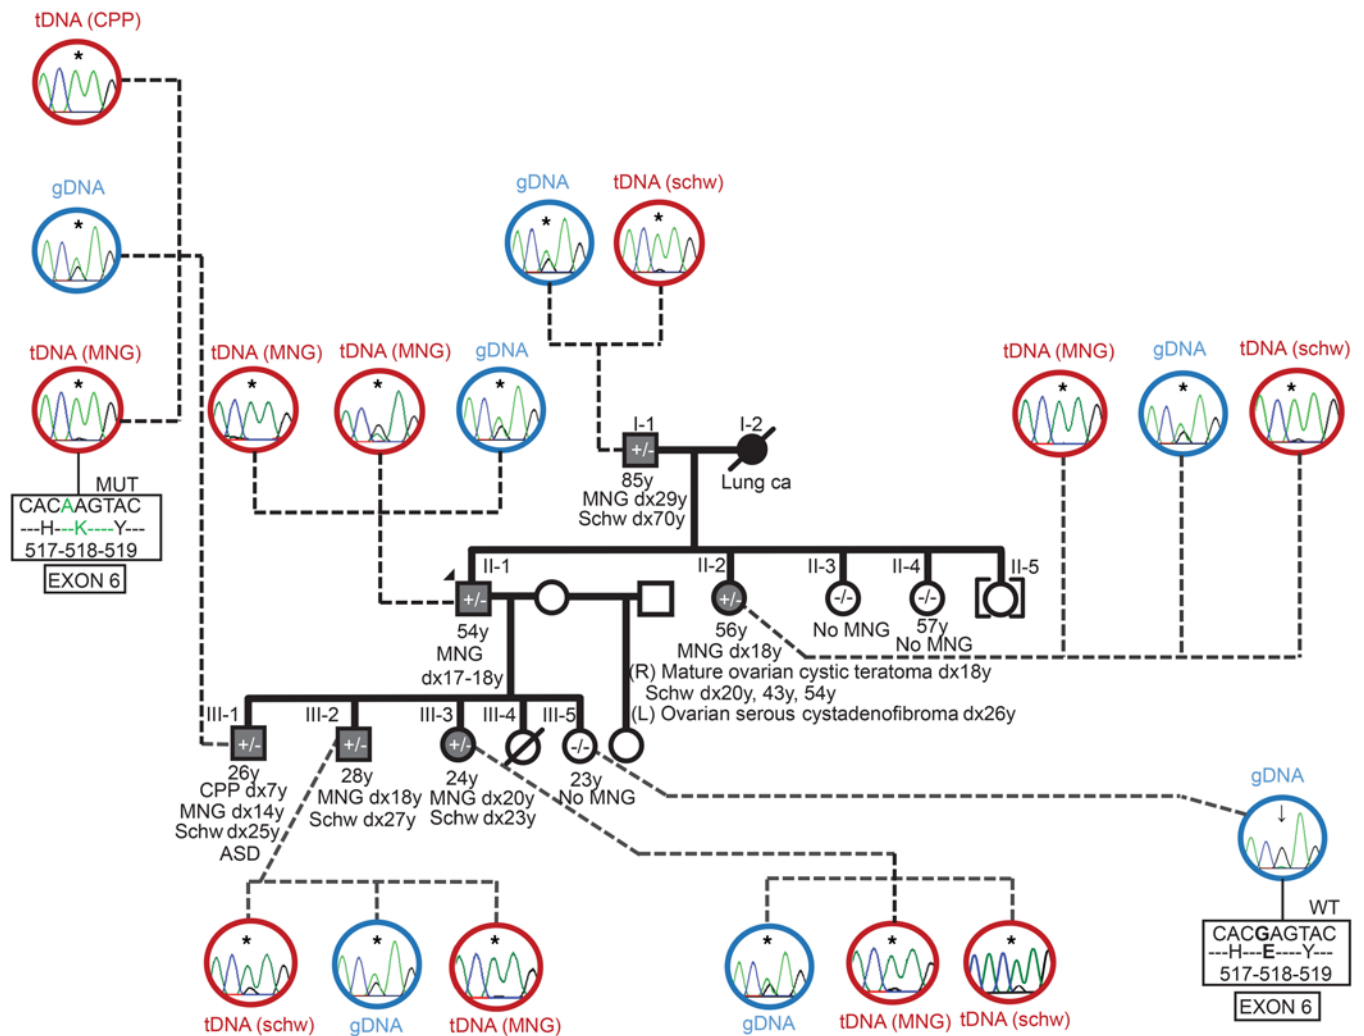 tDNA (CPP)
*
gDNA
*
tDNA (MNG)
*
MUT
CACAAGTAC
---H---K----Y---
517-518-519
EXON 6
tDNA (MNG)
*
tDNA (MNG)
*
gDNA
*
gDNA
*
tDNA (schw)
*
tDNA (MNG)
*
gDNA
*
tDNA (schw)
*
I-1
+/-
85y
MNG dx29y
Schw dx70y
I-2
Lung ca
II-1
+/-
54y
MNG
dx17-18y
II-2
+/-
56y
MNG dx18y
(R) Mature ovarian cystic teratoma dx18y
Schw dx20y, 43y, 54y
(L) Ovarian serous cystadenofibroma dx26y
II-3
-/-
No MNG
II-4
-/-
57y
No MNG
II-5
III-1
+/-
26y
CPP dx7y
MNG dx14y
Schw dx25y
ASD
III-2
+/-
28y
MNG dx18y
Schw dx27y
III-3
+/-
24y
MNG dx20y
Schw dx23y
III-4
III-5
-/-
23y
No MNG
gDNA
↓
WT
CACGAGTAC
---H---E----Y---
517-518-519
EXON 6
*
tDNA (schw)
*
gDNA
*
tDNA (MNG)
*
gDNA
*
tDNA (MNG)
*
tDNA (schw)